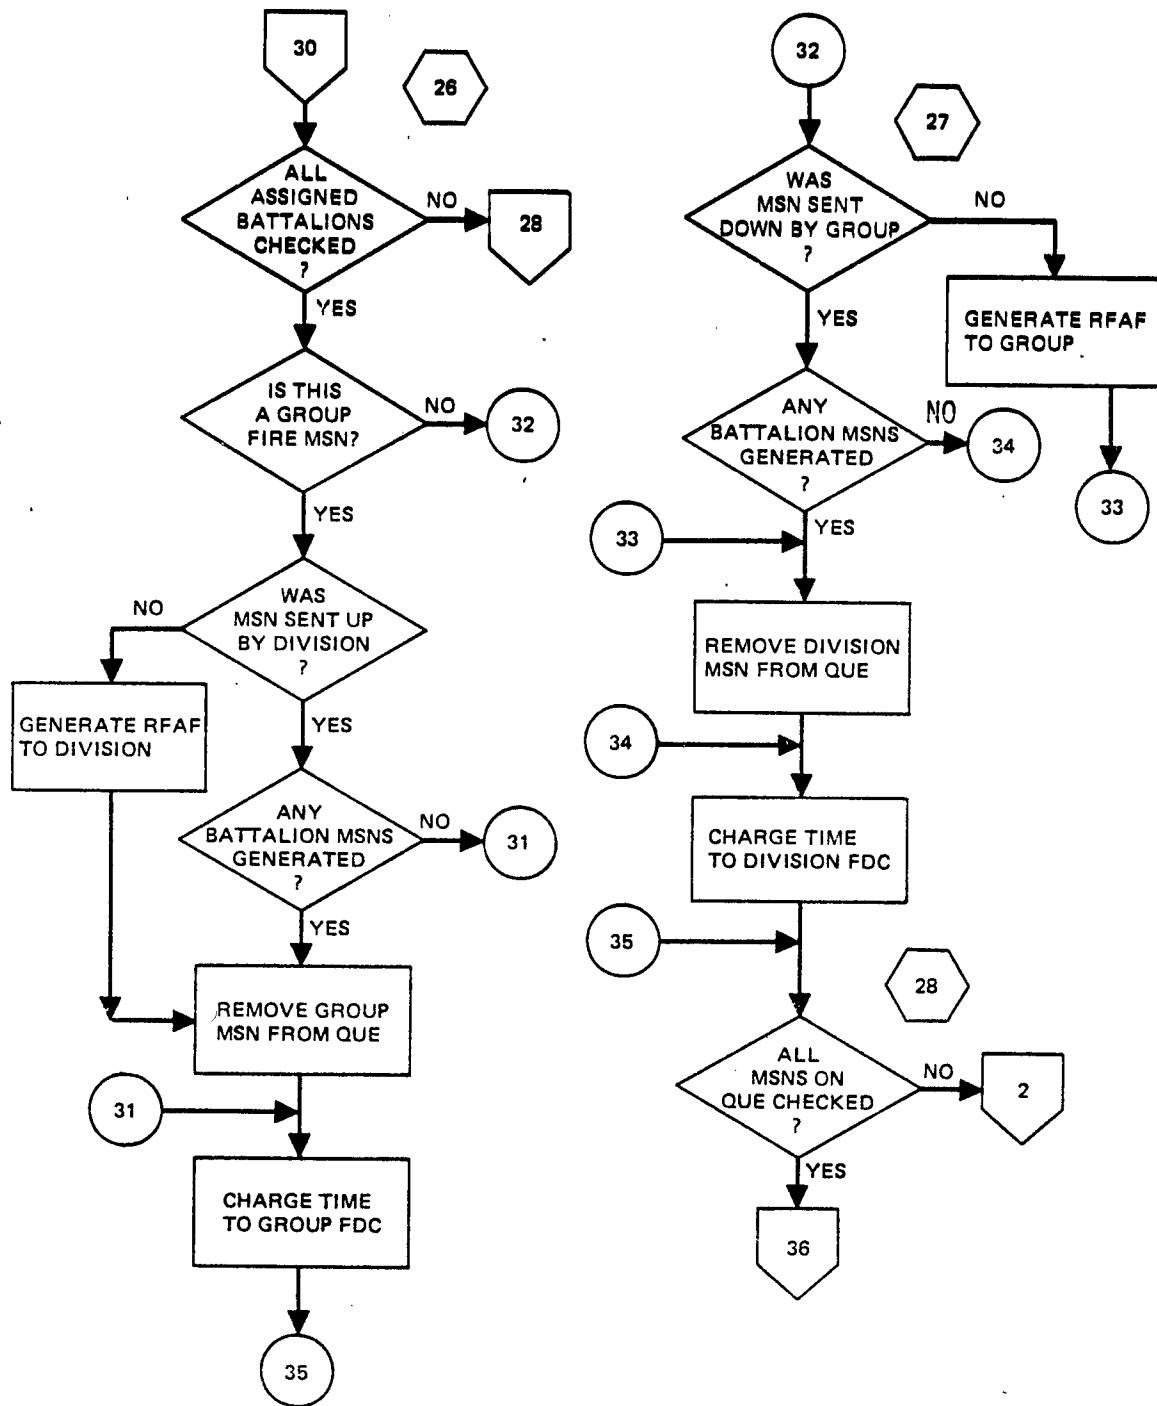 30
26
ALL
ASSIGNED
BATTALIONS
CHECKED
?
NO
28
YES
IS THIS
A GROUP
FIRE MSN?
NO
32
YES
WAS
MSN SENT UP
BY DIVISION
?
NO
GENERATE RFAF
TO DIVISION
YES
ANY
BATTALION MSNS
GENERATED
?
NO
31
YES
REMOVE GROUP
MSN FROM QUE
31
CHARGE TIME
TO GROUP FDC
35
32
27
WAS
MSN SENT
DOWN BY GROUP
?
NO
GENERATE RFAF
TO GROUP
33
YES
ANY
BATTALION MSNS
GENERATED
?
NO
34
YES
33
REMOVE DIVISION
MSN FROM QUE
34
CHARGE TIME
TO DIVISION FDC
35
28
ALL
MSNS ON
QUE CHECKED
?
NO
2
YES
36